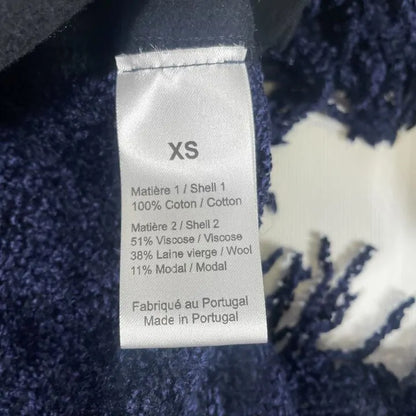 XS
Matière 1 / Shell 1
100% Coton / Cotton
Matière 2 / Shell 2
51% Viscose / Viscose
38% Laine vierge / Wool
11% Modal / Modal
Fabriqué au Portugal
Made in Portugal